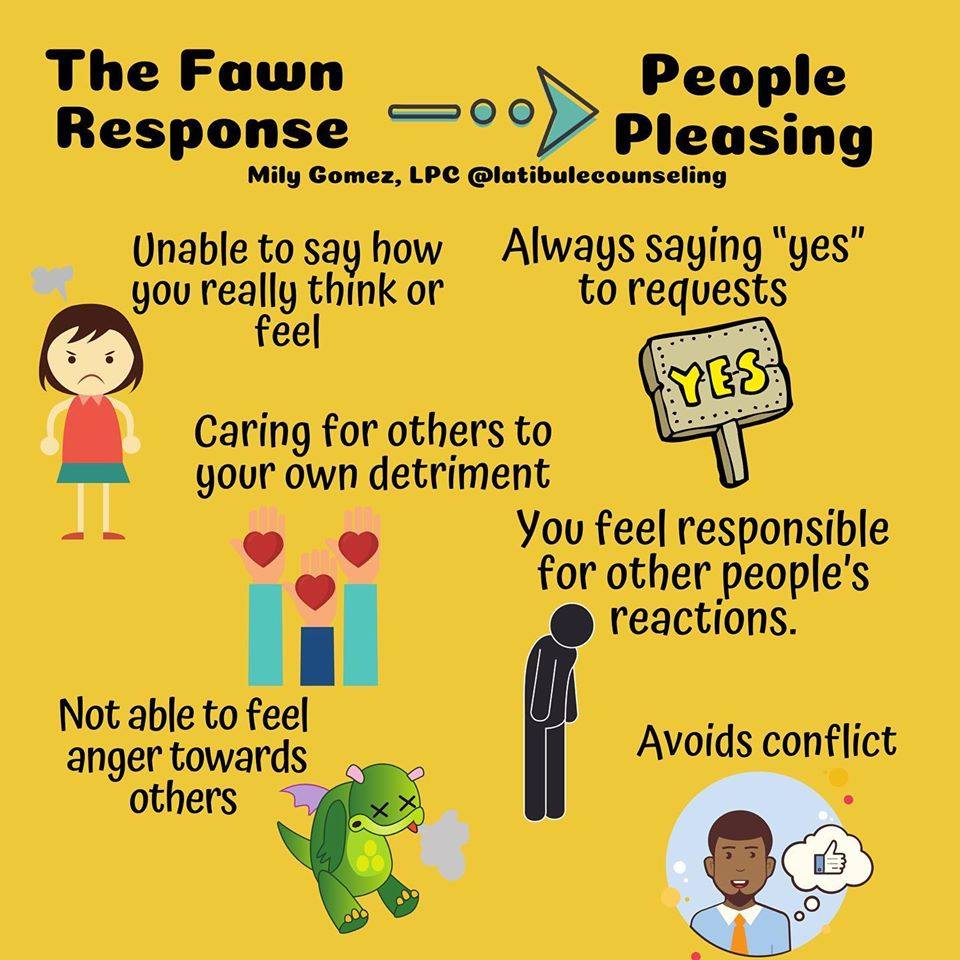 The Fawn
Response
People
Pleasing
Mily Gomez, LPC @latibulecounseling
Unable to say how
you really think or
feel
Always saying "yes"
to requests
YES
Caring for others to
your own detriment
You feel responsible
for other people's
reactions.
Not able to feel
anger towards
others
Avoids conflict